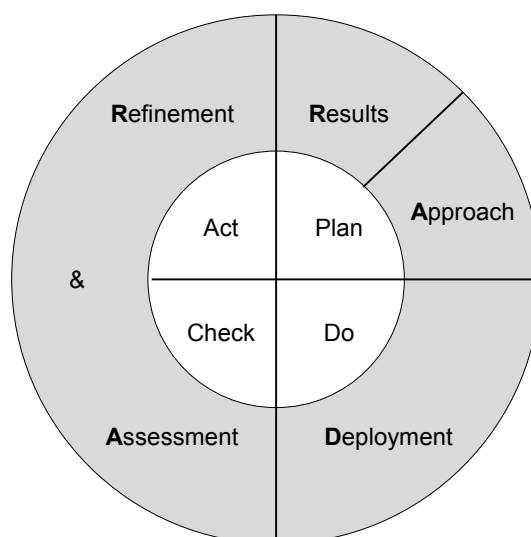 Refinement
Results
Approach
Act
Plan
&
Check
Do
Assessment
Deployment